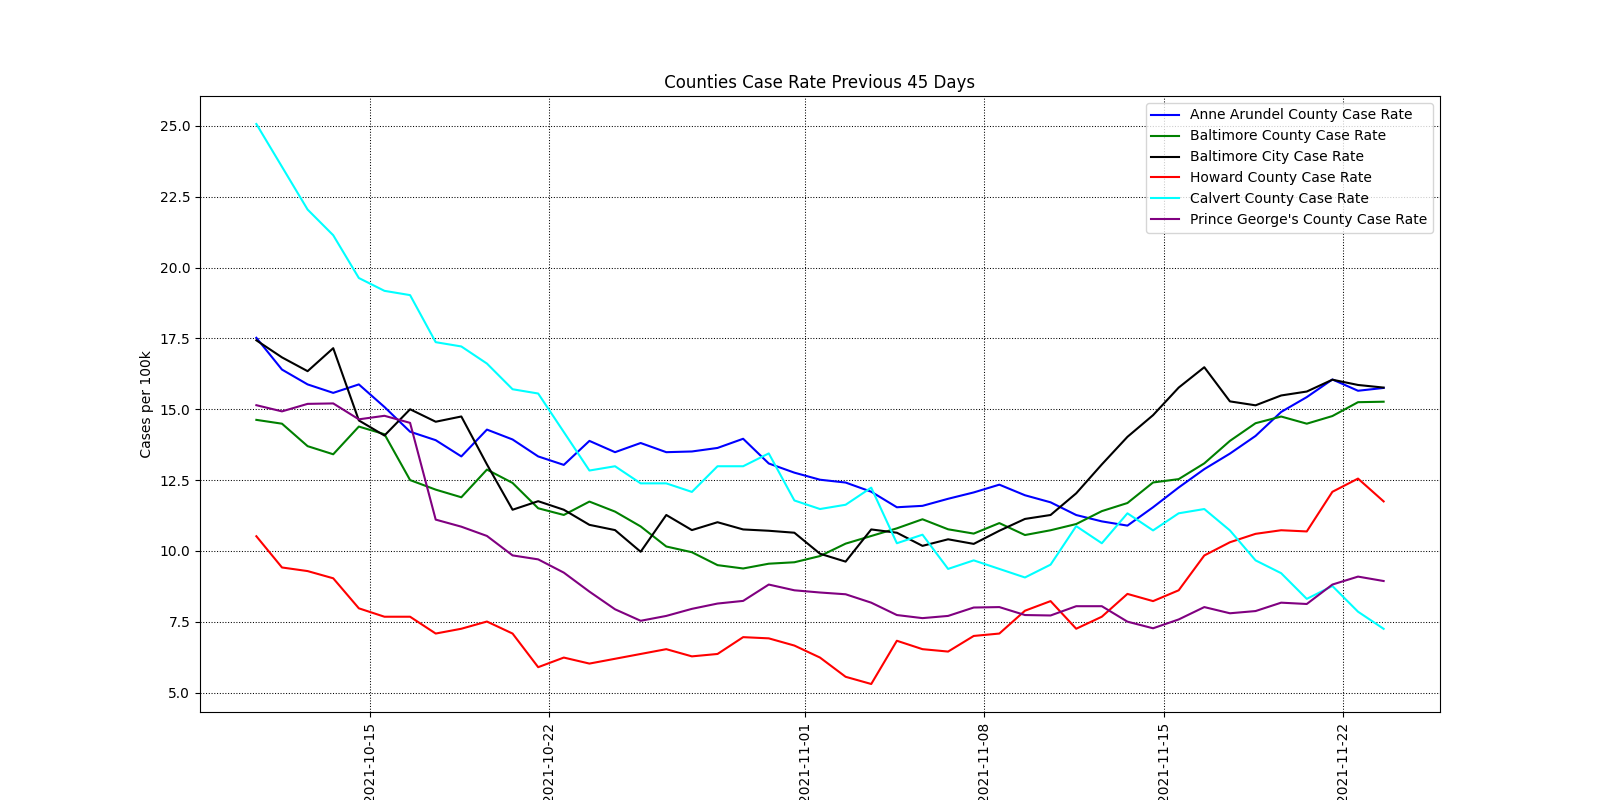 Counties Case Rate Previous 45 Days
Anne Arundel County Case Rate
Baltimore County Case Rate
Baltimore City Case Rate
Howard County Case Rate
Calvert County Case Rate
Prince George's County Case Rate
Cases per 100k
25.0
22.5
20.0
17.5
15.0
12.5
10.0
7.5
5.0
2021-10-15
2021-10-22
2021-11-01
2021-11-08
2021-11-15
2021-11-22